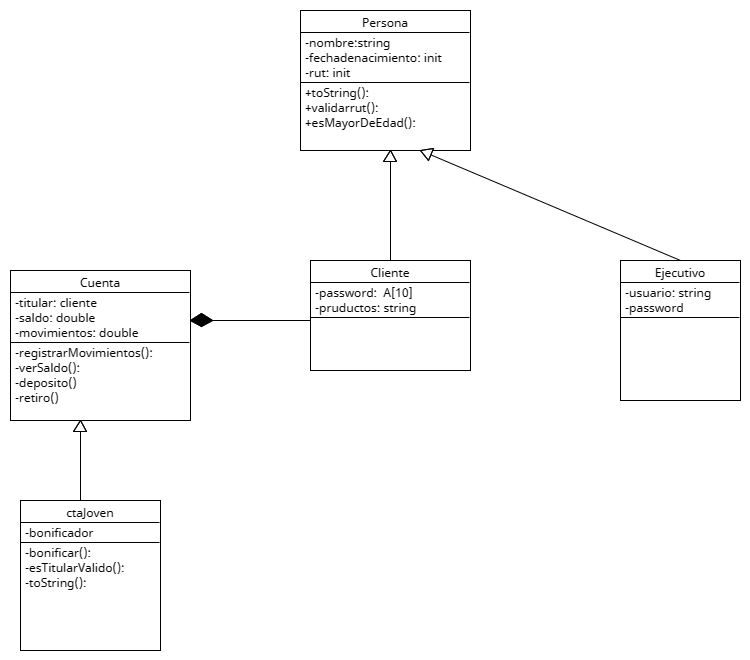 Persona
-nombre:string
-fechadenacimiento: init
-rut: init
+toString():
+validarrut():
+esMayorDeEdad():
Cuenta
-titular: cliente
-saldo: double
-movimientos: double
-registrarMovimientos():
-verSaldo():
-deposito()
-retiro()
Cliente
-password:  A[10]
-pruductos: string
Ejecutivo
-usuario: string
-password
ctaJoven
-bonificador
-bonificar():
-esTitularValido():
-toString():